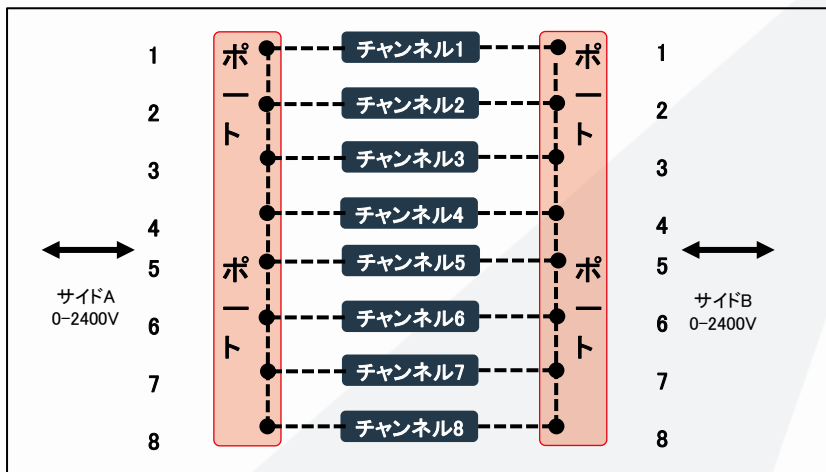 1
2
3
4
5
6
7
8
サイドA
0-2400V
ポート
ポート
チャンネル1
チャンネル2
チャンネル3
チャンネル4
チャンネル5
チャンネル6
チャンネル7
チャンネル8
ポート
ポート
1
2
3
4
5
6
7
8
サイドB
0-2400V